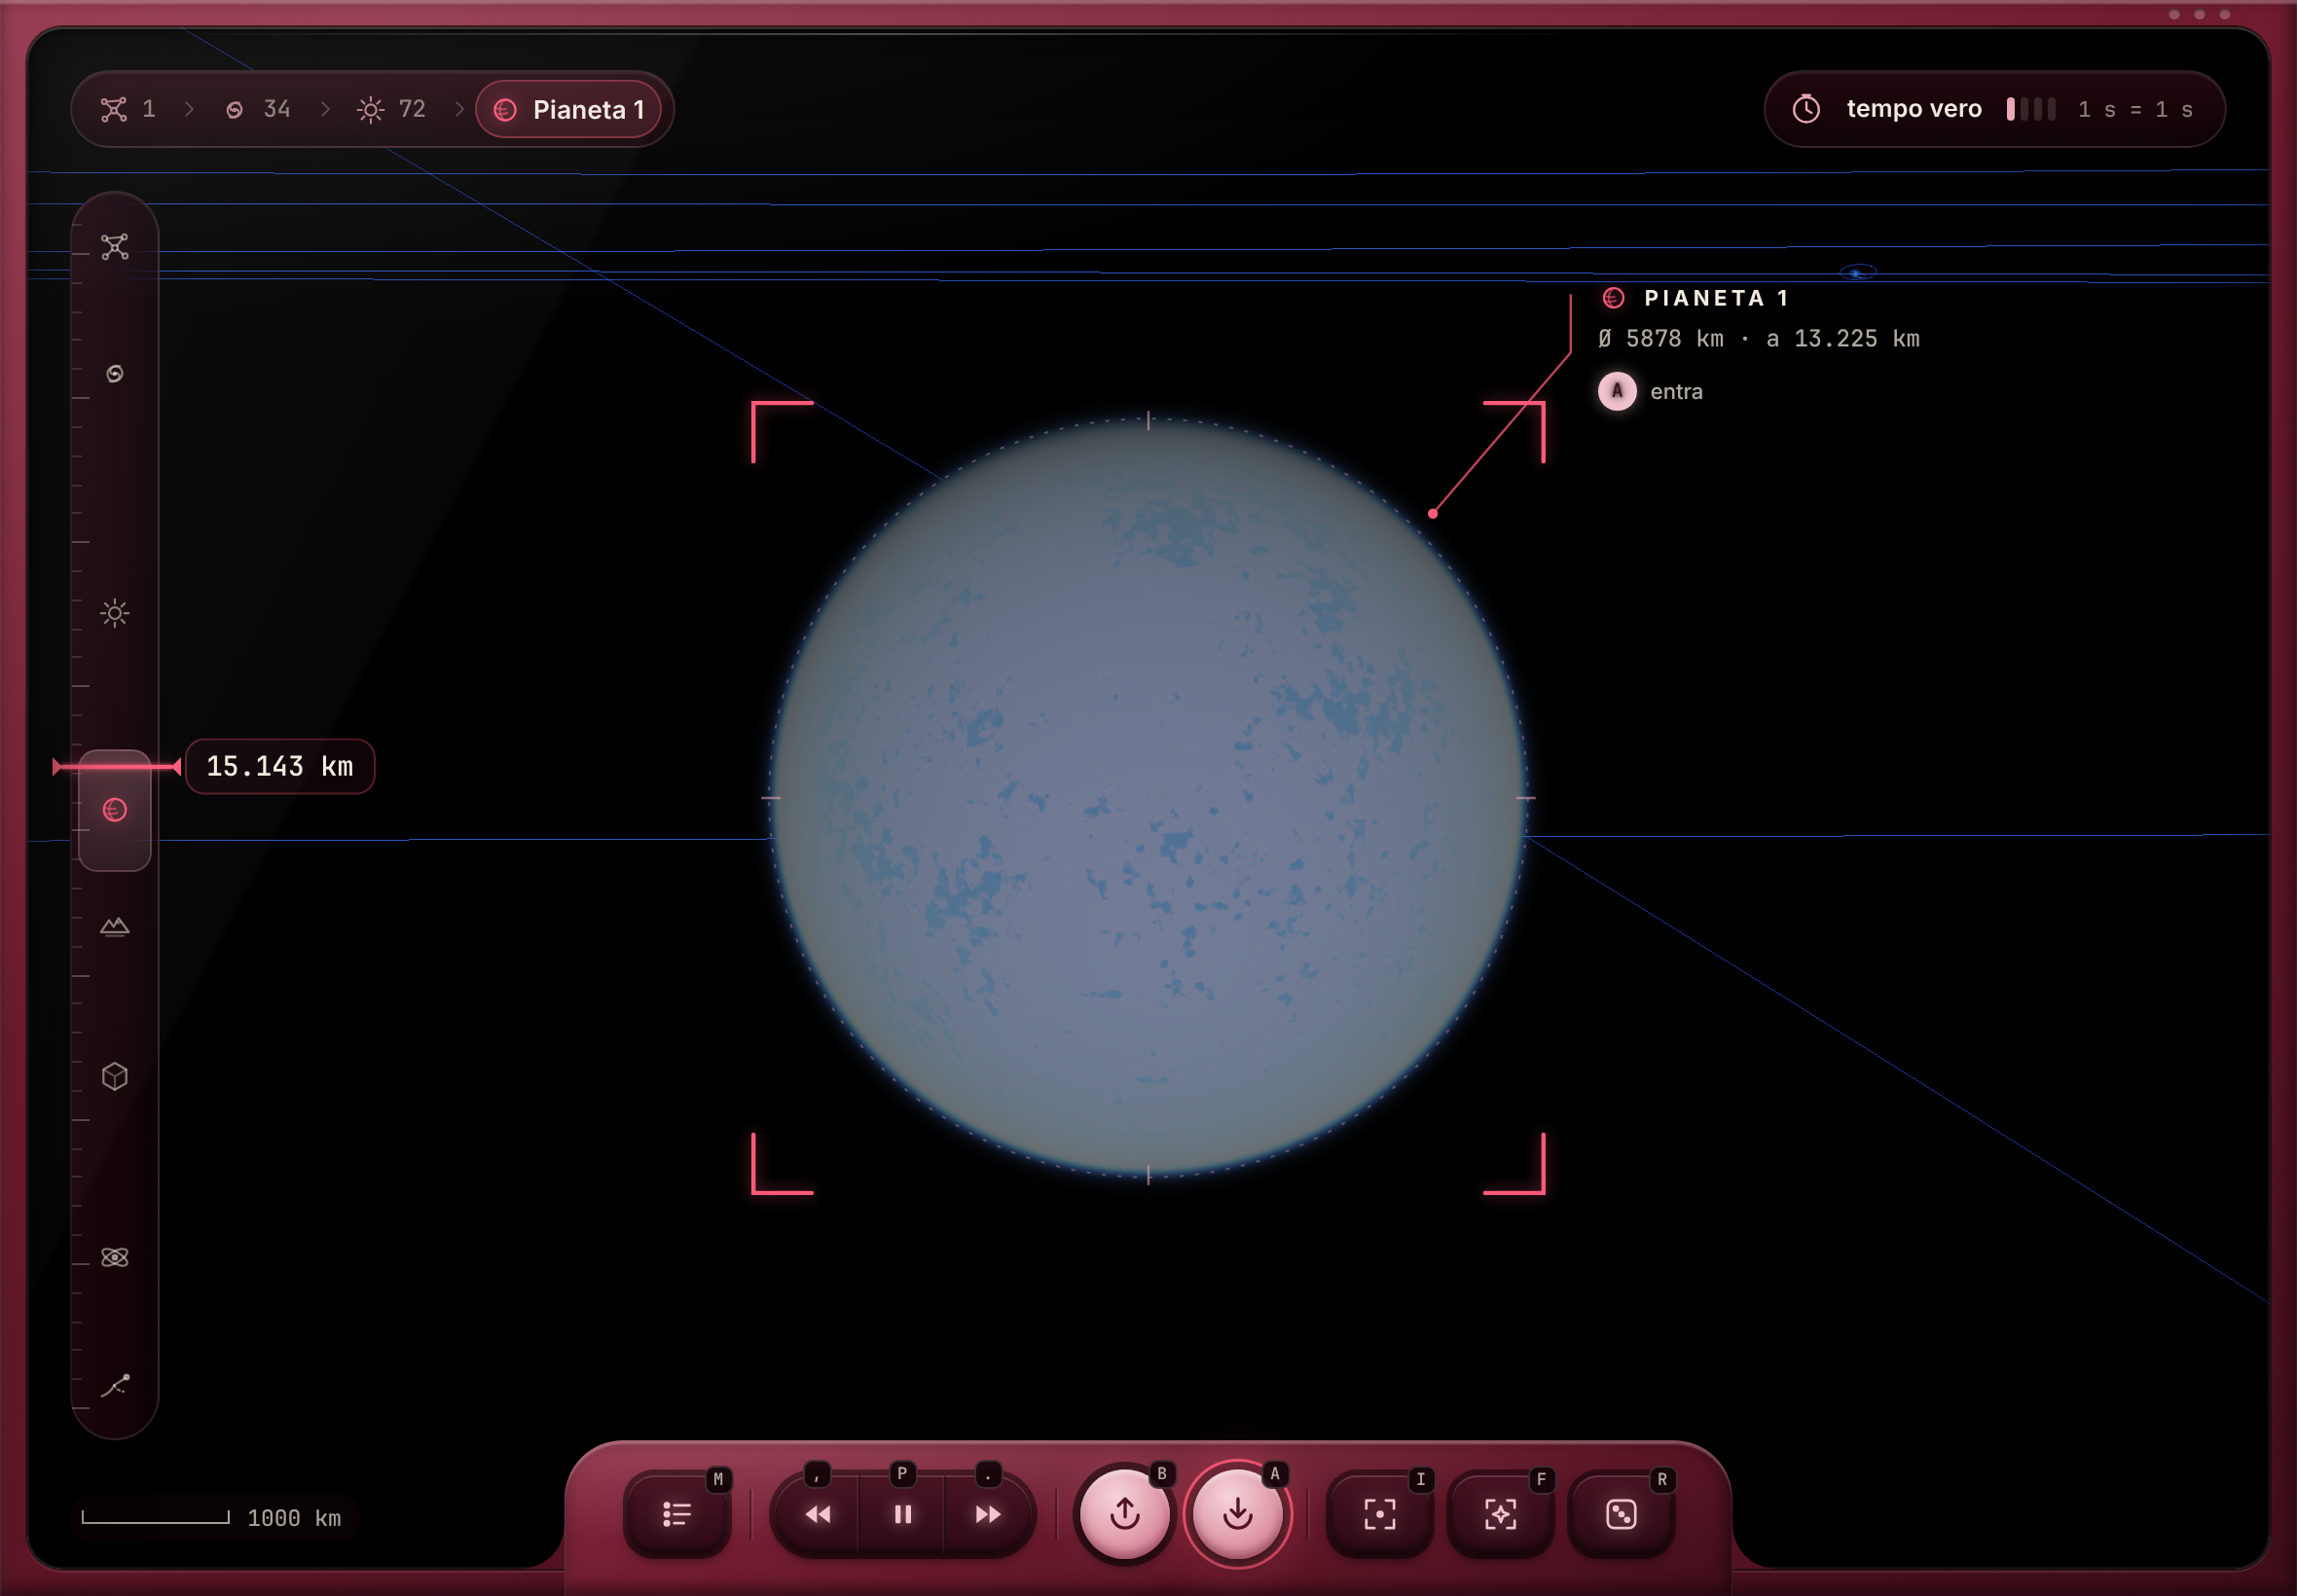 1 34 72 Pianeta 1
tempo vero 1 s = 1 s
PIANETA 1
Ø 5878 km · a 13.225 km
A entra
15.143 km
1000 km
M , P . B A I F R